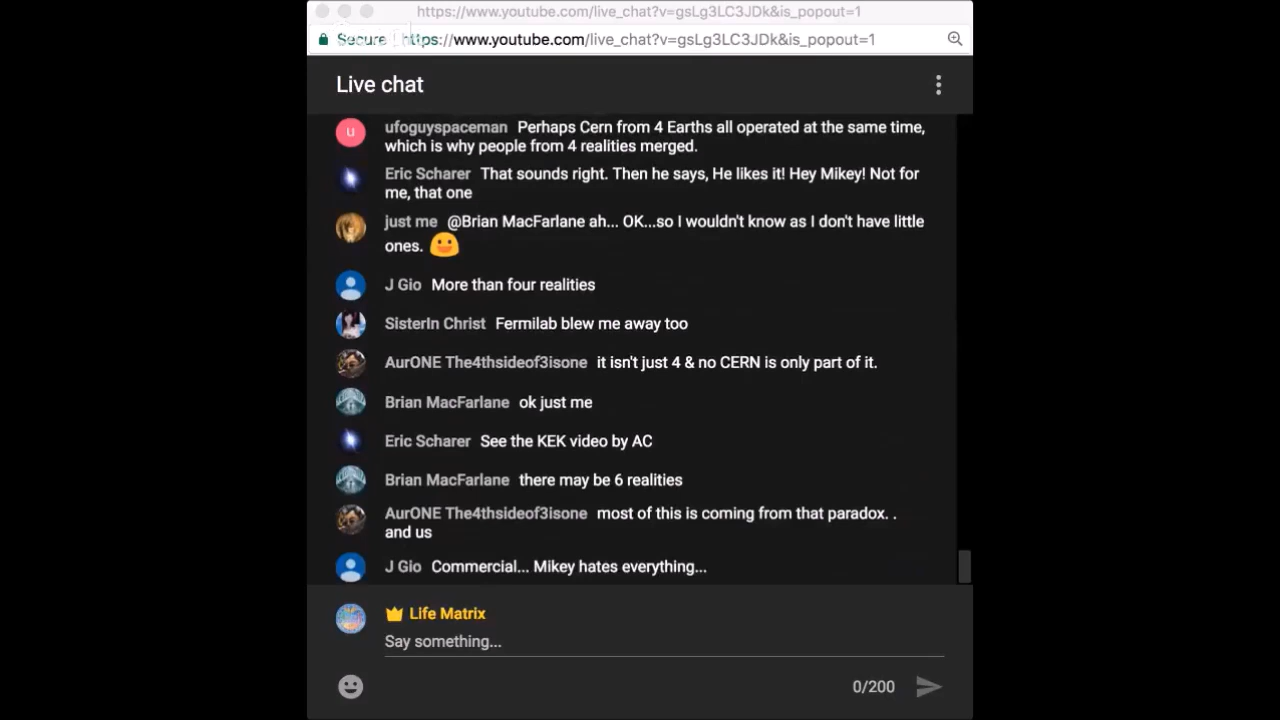 https://www.youtube.com/live_chat?v=gsLg3LC3JDk&is_popout=1
Secure https://www.youtube.com/live_chat?v=gsLg3LC3JDk&is_popout=1
Live chat
U
ufoguyspaceman Perhaps Cern from 4 Earths all operated at the same time,
which is why people from 4 realities merged.
Eric Scharer That sounds right. Then he says, He likes it! Hey Mikey! Not for
me, that one
just me @Brian MacFarlane ah... OK...so I wouldn't know as I don't have little
ones.
J Gio More than four realities
SisterIn Christ Fermilab blew me away too
AurONE The4thsideof3isone it isn't just 4 & no CERN is only part of it.
Brian MacFarlane ok just me
Eric Scharer See the KEK video by AC
Brian MacFarlane there may be 6 realities
AurONE The4thsideof3isone most of this is coming from that paradox. .
and us
J Gio Commercial... Mikey hates everything...
Life Matrix
Say something...
0/200